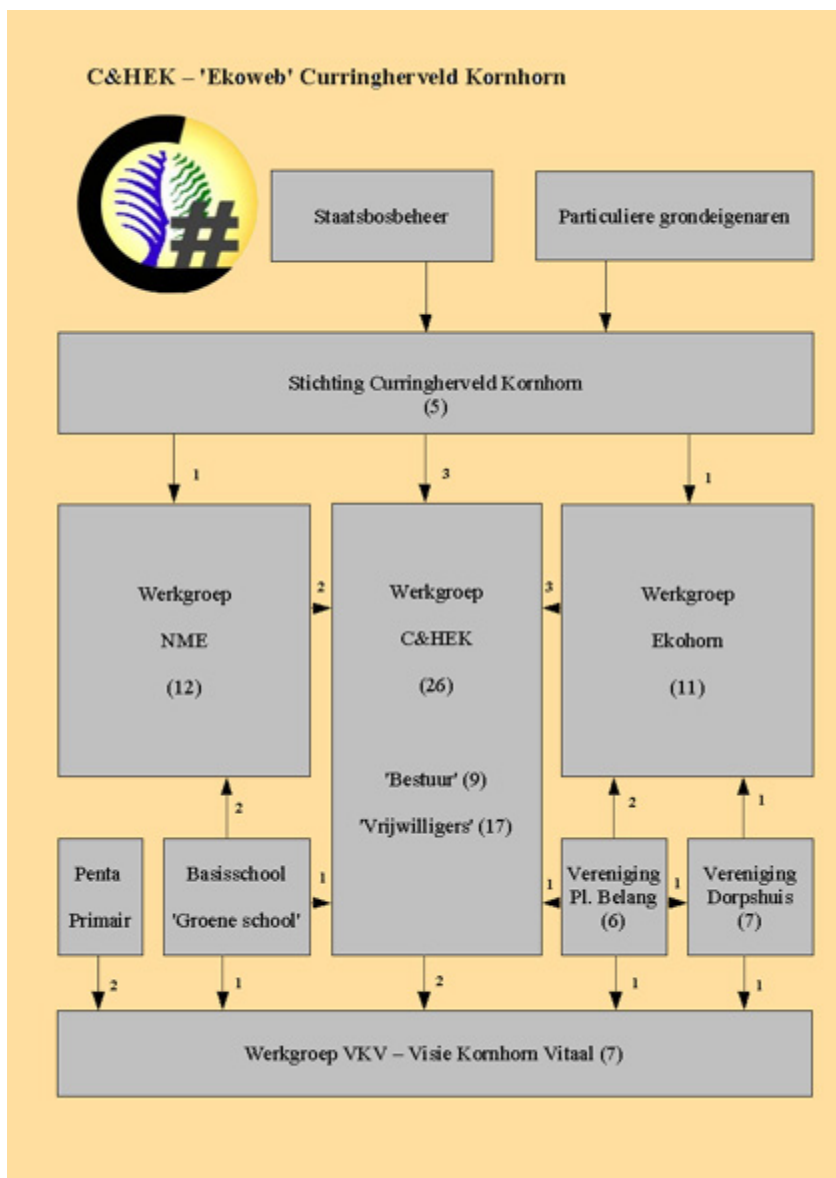 C&HEK – 'Ekoweb' Curringherveld Kornhorn
#
Staatsbosbeheer
Particuliere grondeigenaren
Stichting Curringherveld Kornhorn
(5)
1
3
1
Werkgroep
NME
(12)
2
Werkgroep
C&HEK
(26)
'Bestuur' (9)
'Vrijwilligers' (17)
3
Werkgroep
Ekohorn
(11)
2
2
1
Penta
Primair
Basisschool
'Groene school'
1
1
Vereniging
Pl. Belang
(6)
1
Vereniging
Dorpshuis
(7)
2
1
2
1
1
Werkgroep VKV – Visie Kornhorn Vitaal (7)